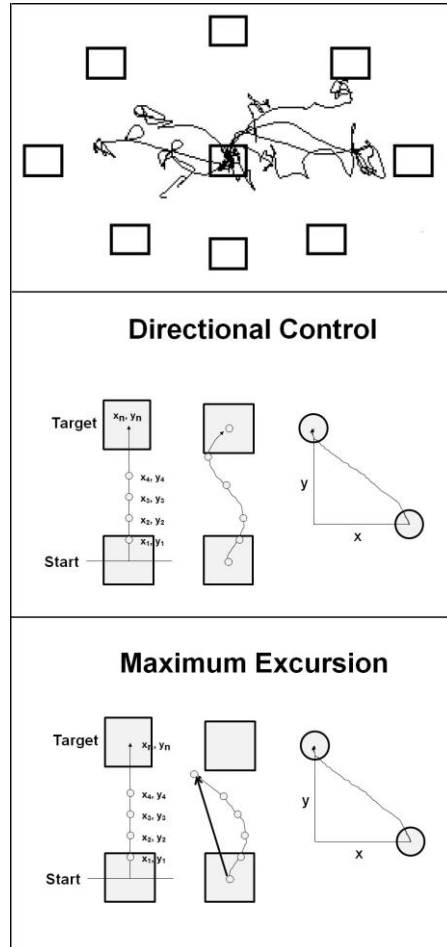 Directional Control
Target
xn, yn
x4, y4
x3, y3
x2, y2
x1, y1
Start
y
x
Maximum Excursion
Target
xn, yn
x4, y4
x3, y3
x2, y2
x1, y1
Start
y
x